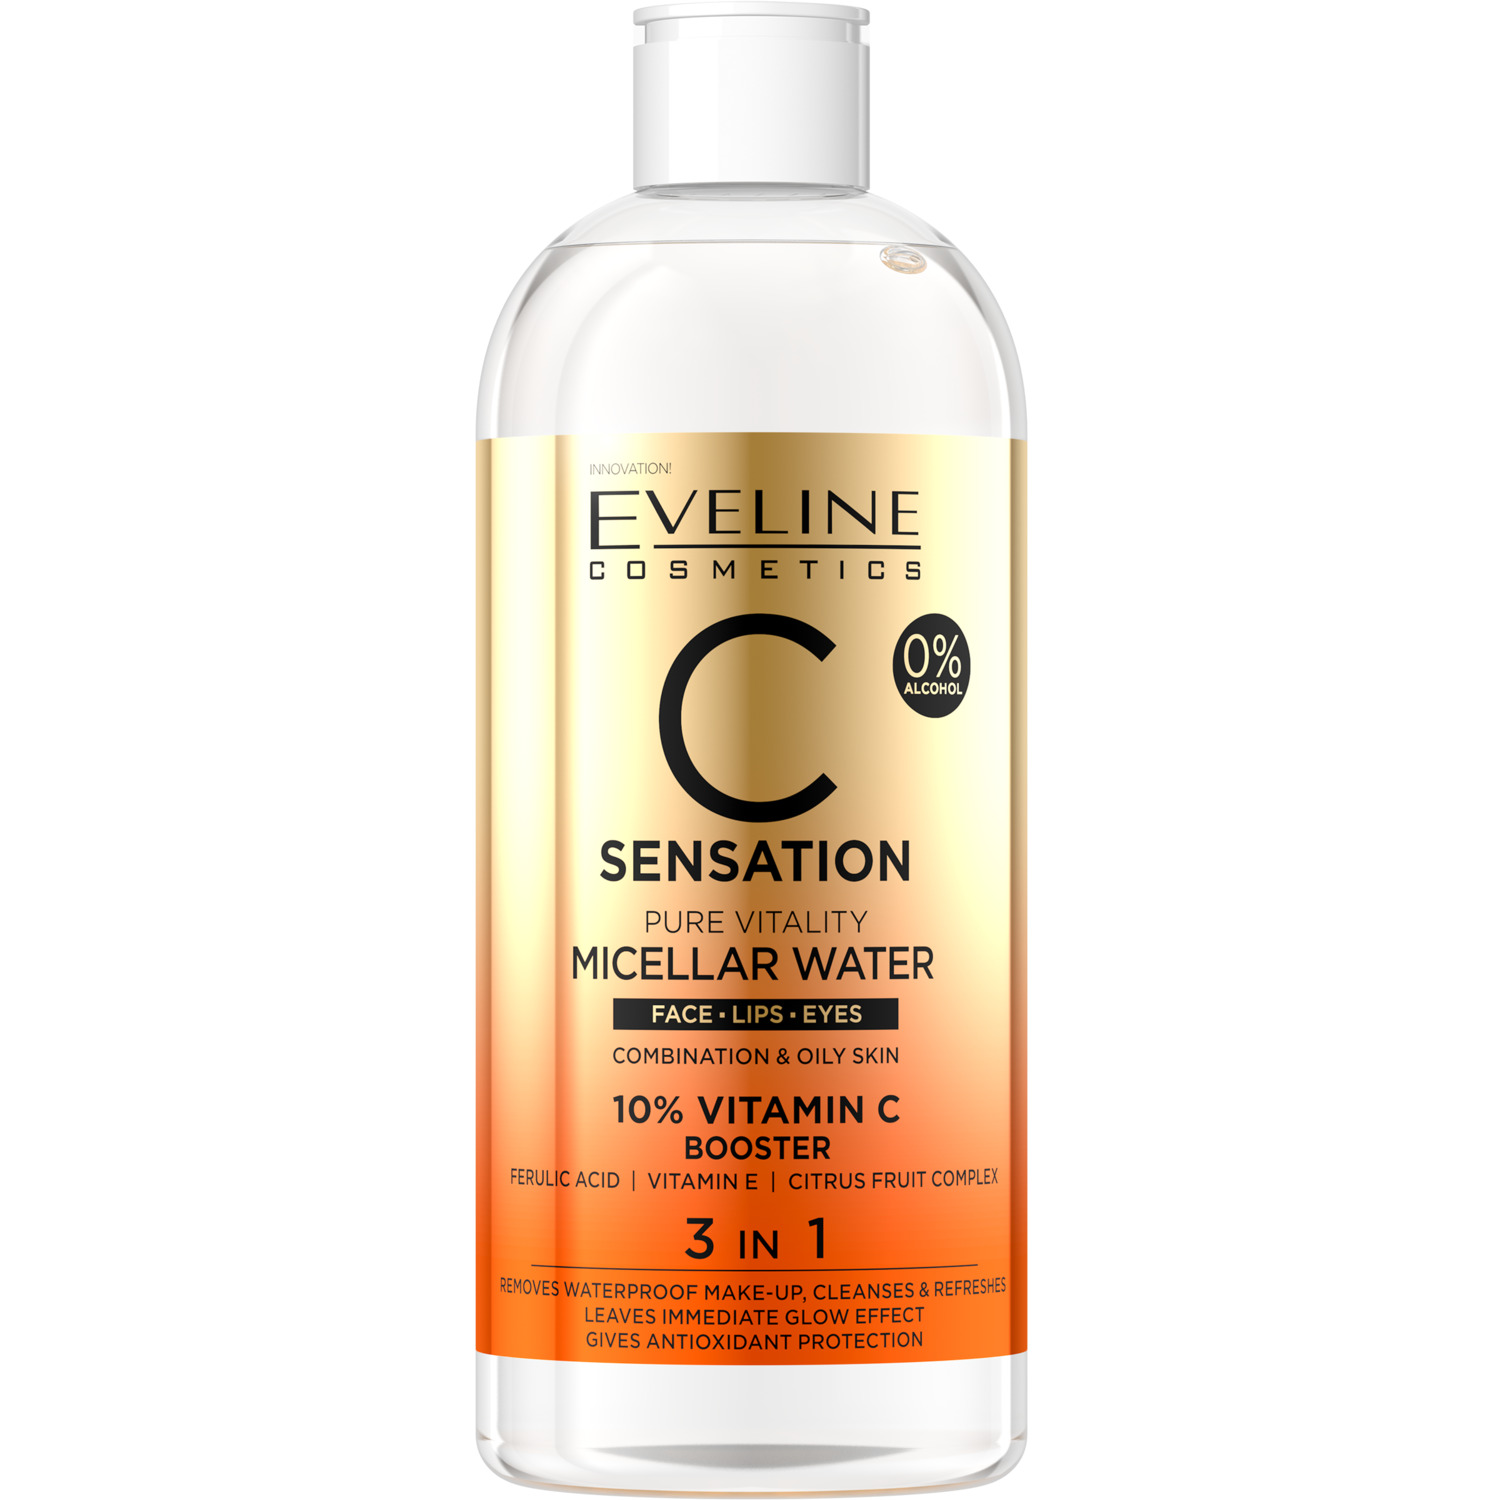 INNOVATION!
EVELINE
COSMETICS
C
0%
ALCOHOL
SENSATION
PURE VITALITY
MICELLAR WATER
FACE · LIPS · EYES
COMBINATION & OILY SKIN
10% VITAMIN C
BOOSTER
FERULIC ACID | VITAMIN E | CITRUS FRUIT COMPLEX
3 IN 1
REMOVES WATERPROOF MAKE-UP, CLEANSES & REFRESHES
LEAVES IMMEDIATE GLOW EFFECT
GIVES ANTIOXIDANT PROTECTION